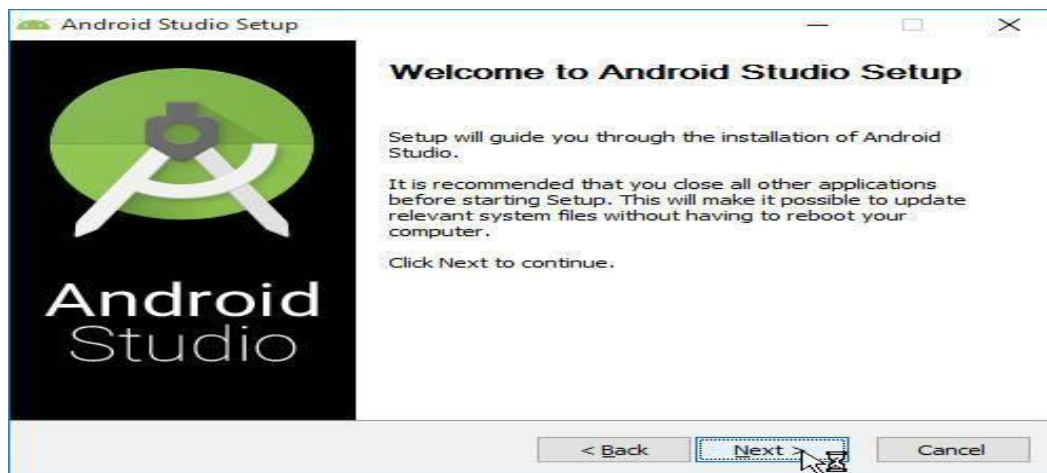 Android Studio Setup
Welcome to Android Studio Setup
Setup will guide you through the installation of Android
Studio.
It is recommended that you close all other applications
before starting Setup. This will make it possible to update
relevant system files without having to reboot your
computer.
Click Next to continue.
Android
Studio
< Back
Next >
Cancel